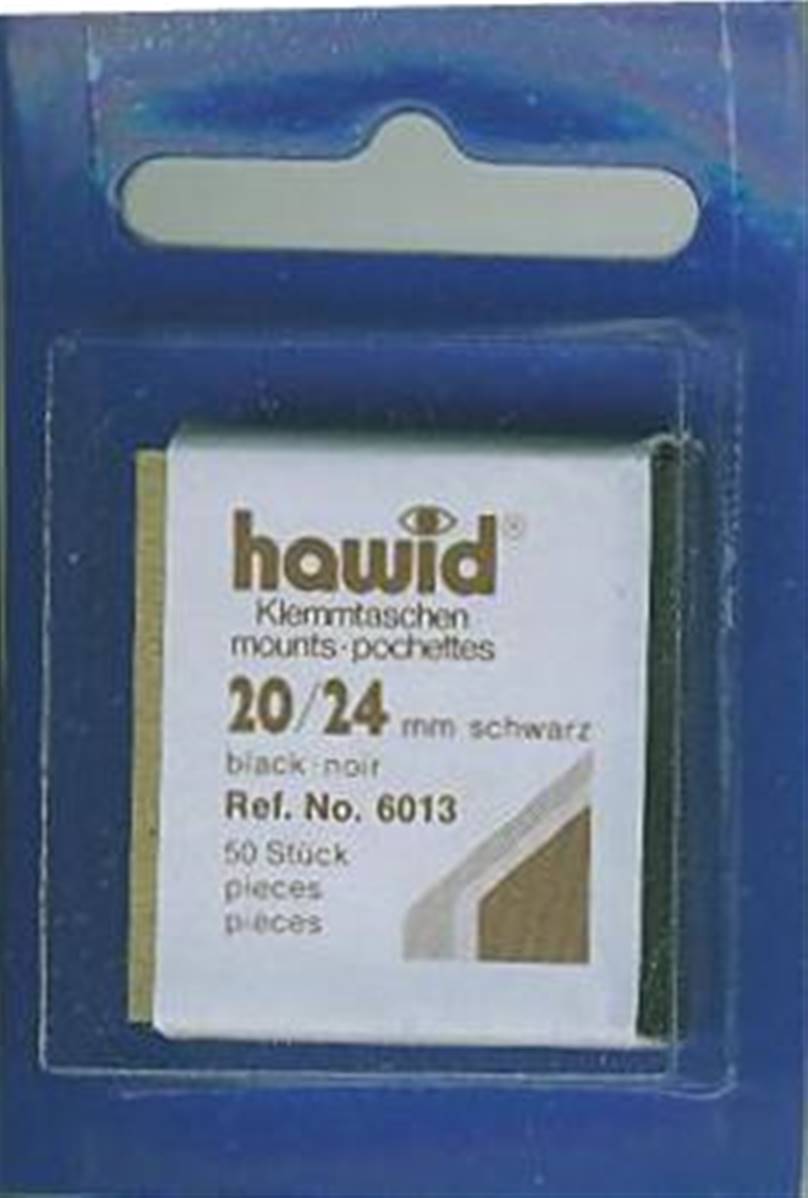 hawid®
Klemmtaschen
mounts·pochettes
20/24 mm schwarz
black·noir
Ref. No. 6013
50 Stück
pieces
pièces